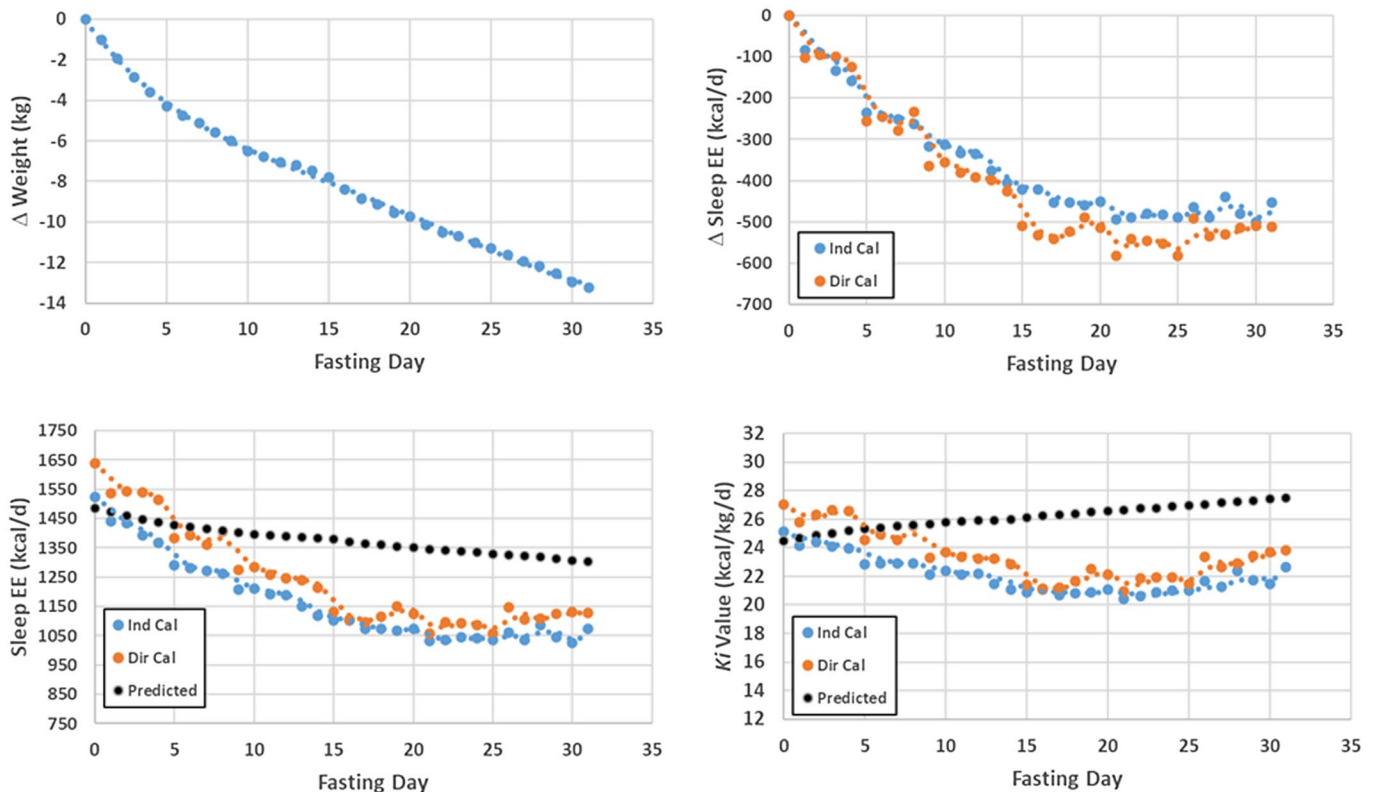 0
-2
-4
-6
-8
-10
-12
-14
Δ Weight (kg)
0 5 10 15 20 25 30 35
Fasting Day
0
-100
-200
-300
-400
-500
-600
-700
Δ Sleep EE (kcal/d)
Ind Cal
Dir Cal
0 5 10 15 20 25 30 35
Fasting Day
1750
1650
1550
1450
1350
1250
1150
1050
950
850
750
Sleep EE (kcal/d)
Ind Cal
Dir Cal
Predicted
0 5 10 15 20 25 30 35
Fasting Day
32
30
28
26
24
22
20
18
16
14
12
Ki Value (kcal/kg/d)
Ind Cal
Dir Cal
Predicted
0 5 10 15 20 25 30 35
Fasting Day